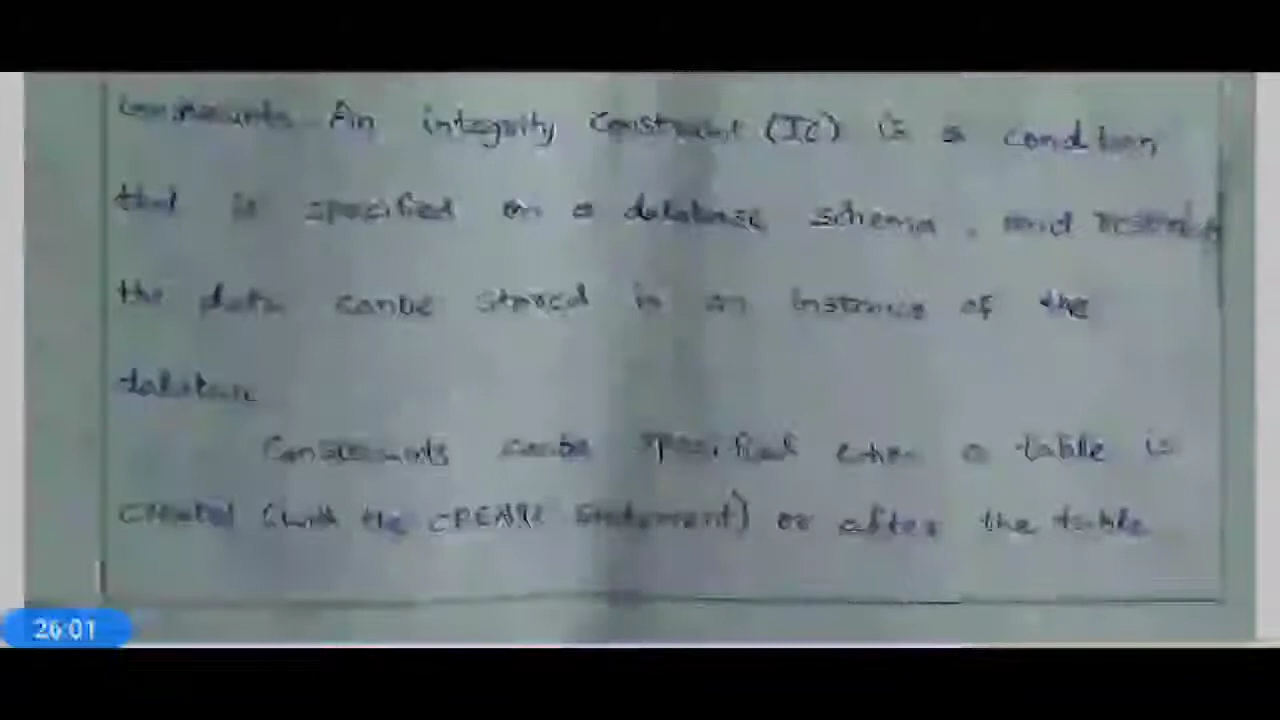 constraints. An integrity Constraint (IC) is a condition
that is specified on a database schema, and restricts
the data canbe stored in an instance of the
database
Constraints canbe specified when a table is
created (with the CREATE Statement) or after the table
26:01